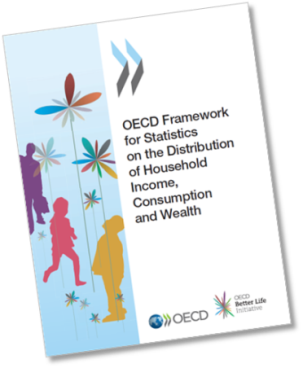 OECD Framework
for Statistics
on the Distribution
of Household
Income,
Consumption
and Wealth
OECD
OECD
Better Life
Initiative